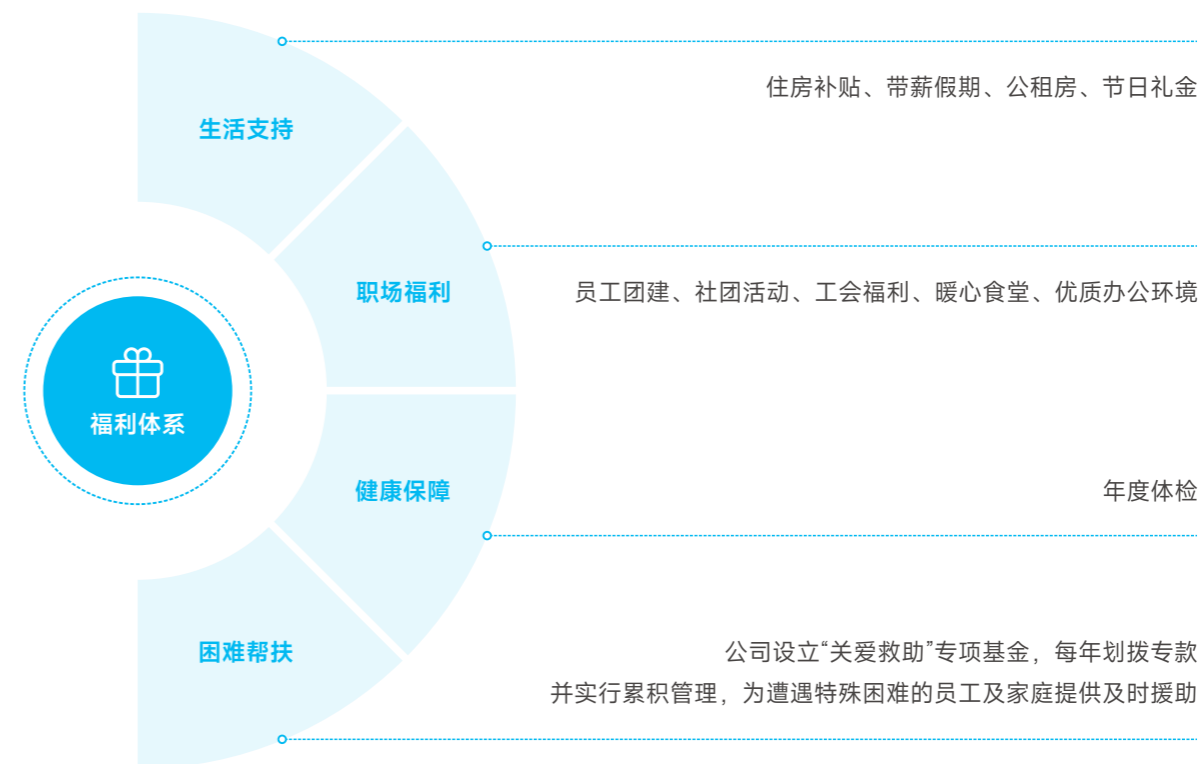 生活支持
住房补贴、带薪假期、公租房、节日礼金
职场福利
员工团建、社团活动、工会福利、暖心食堂、优质办公环境
福利体系
健康保障
年度体检
困难帮扶
公司设立“关爱救助”专项基金，每年划拨专款
并实行累积管理，为遭遇特殊困难的员工及家庭提供及时援助